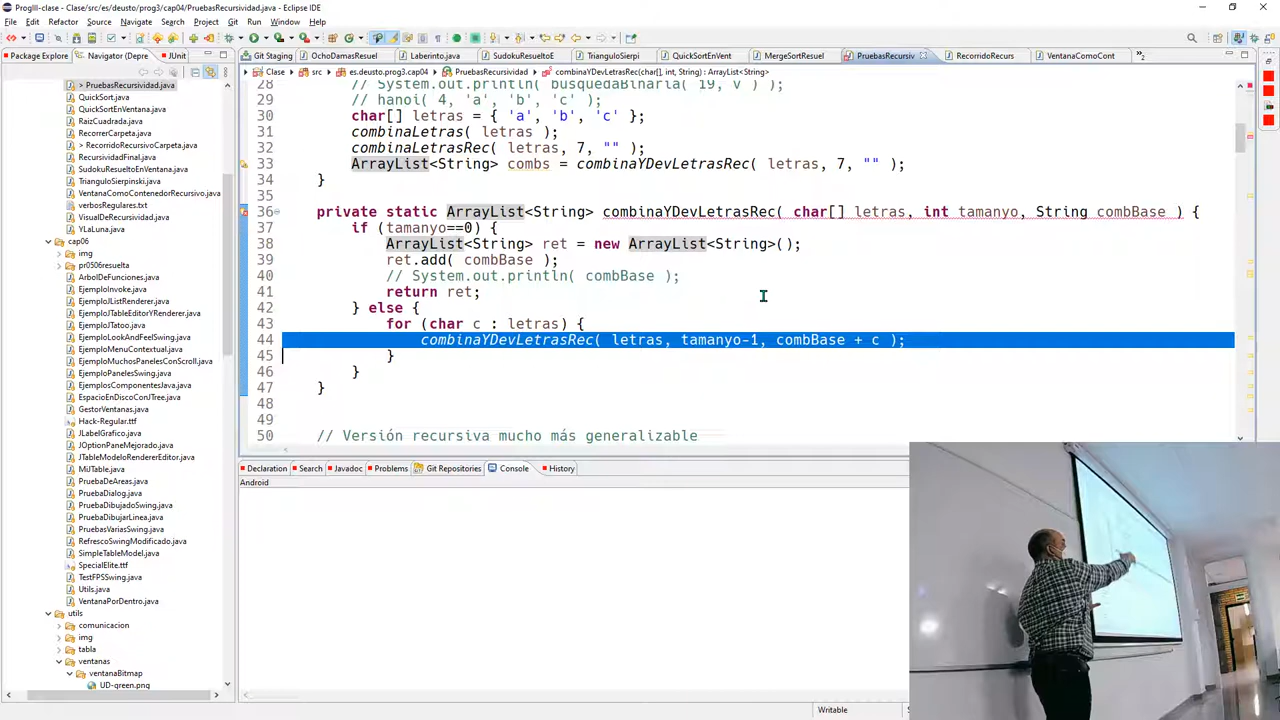 ProgIII-clase - Clase/src/es/deusto/prog3/cap04/PruebasRecursividad.java - Eclipse IDE
File Edit Source Refactor Navigate Search Project Git Run Window Help
Package Explorer Navigator (Depre JUnit
Git Staging OchoDamasResuel Laberinto.java SudokuResueltoE TrianguloSierpi QuickSortEnVent MergeSortResuel PruebasRecursiv RecorridoRecurs VentanaComoCont
Clase src es.deusto.prog3.cap04 PruebasRecursividad combinaYDevLetrasRec(char[], int, String) : ArrayList<String>
> PruebasRecursividad.java
QuickSort.java
QuickSortEnVentana.java
RaizCuadrada.java
RecorrerCarpeta.java
> RecorridoRecursivoCarpeta.java
RecursividadFinal.java
SudokuResueltoEnVentana.java
TrianguloSierpinski.java
VentanaComoContenedorRecursivo.java
verbosRegulares.txt
VisualDeRecursividad.java
YLaLuna.java
cap06
img
pr0506resuelta
ArbolDeFunciones.java
EjemploInvoke.java
EjemploJListRenderer.java
EjemploJTableEditorYRenderer.java
EjemploJTatoo.java
EjemploLookAndFeelSwing.java
EjemploMenuContextual.java
EjemploMuchosPanelesConScroll.java
EjemploPanelesSwing.java
EjemplosComponentesJava.java
EspacioEnDiscoConJTree.java
GestorVentanas.java
Hack-Regular.ttf
JLabelGrafico.java
JOptionPaneMejorado.java
JTableModeloRendererEditor.java
MiJTable.java
PruebaDeAreas.java
PruebaDialog.java
PruebaDibujadoSwing.java
PruebaDibujarLinea.java
PruebasVariasSwing.java
RefrescoSwingModificado.java
SimpleTableModel.java
SpecialElite.ttf
TestFPSSwing.java
Utils.java
VentanaPorDentro.java
utils
comunicacion
img
tabla
ventanas
ventanaBitmap
UD-green.png
28 // System.out.println( busquedaBinaria( 19, v ) );
29 // hanoi( 4, 'a', 'b', 'c' );
30 char[] letras = { 'a', 'b', 'c' };
31 combinaLetras( letras );
32 combinaLetrasRec( letras, 7, "" );
33 ArrayList<String> combs = combinaYDevLetrasRec( letras, 7, "" );
34 }
35
36 private static ArrayList<String> combinaYDevLetrasRec( char[] letras, int tamanyo, String combBase ) {
37 if (tamanyo==0) {
38 ArrayList<String> ret = new ArrayList<String>();
39 ret.add( combBase );
40 // System.out.println( combBase );
41 return ret;
42 } else {
43 for (char c : letras) {
44 combinaYDevLetrasRec( letras, tamanyo-1, combBase + c );
45 }
46 }
47 }
48
49
50 // Versión recursiva mucho más generalizable
Declaration Search Javadoc Problems Git Repositories Console History
Android
Writable